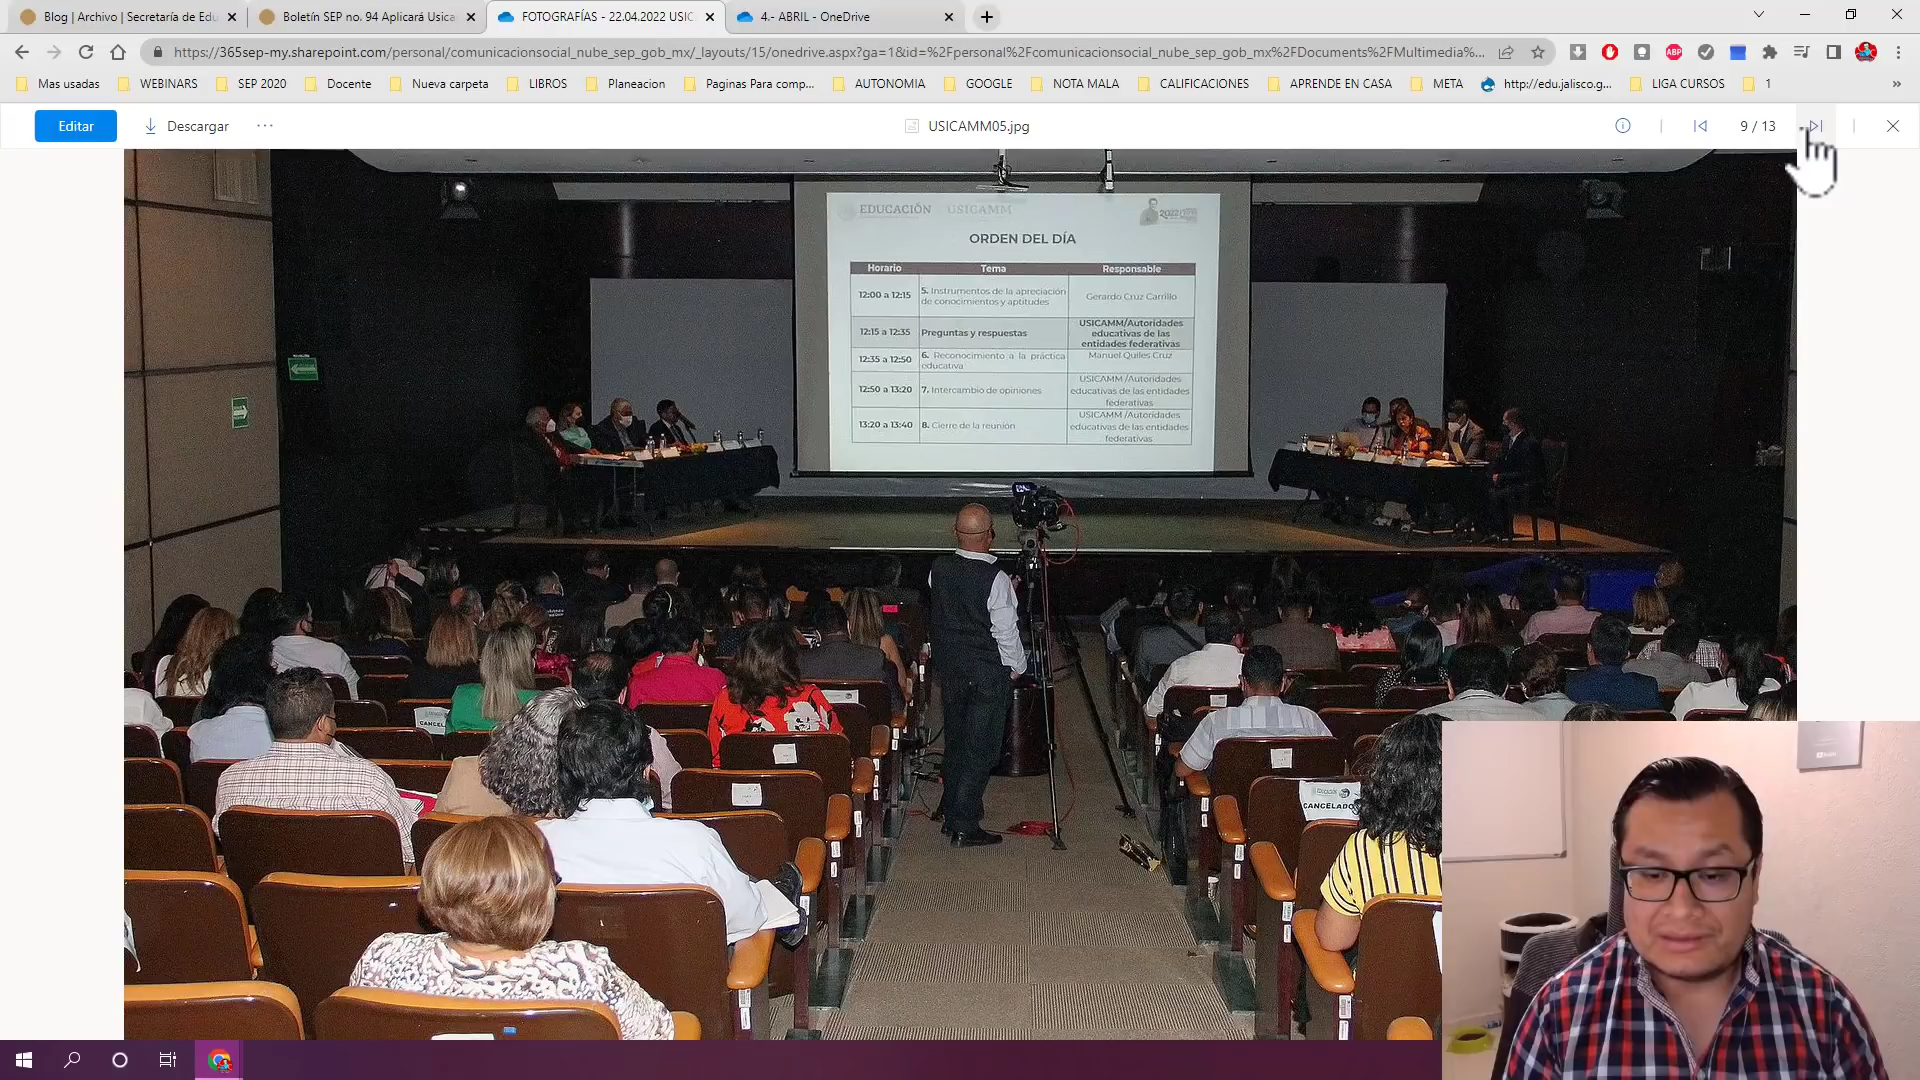 Blog | Archivo | Secretaría de Edu
Boletín SEP no. 94 Aplicará Usica
FOTOGRAFÍAS - 22.04.2022 USIC
4.- ABRIL - OneDrive
https://365sep-my.sharepoint.com/personal/comunicacionsocial_nube_sep_gob_mx/_layouts/15/onedrive.aspx?ga=1&id=%2Fpersonal%2Fcomunicacionsocial_nube_sep_gob_mx%2FDocuments%2FMultimedia%...
ABP
Mas usadas
WEBINARS
SEP 2020
Docente
Nueva carpeta
LIBROS
Planeacion
Paginas Para comp...
AUTONOMIA
GOOGLE
NOTA MALA
CALIFICACIONES
APRENDE EN CASA
META
http://edu.jalisco.g...
LIGA CURSOS
1
»
Editar
Descargar
...
USICAMM05.jpg
9 / 13
EDUCACIÓN USICAMM
2022
ORDEN DEL DÍA
Horario Tema Responsable
12:00 a 12:15 5. Instrumentos de la apreciación de conocimientos y aptitudes Gerardo Cruz Carrillo
12:15 a 12:35 Preguntas y respuestas USICAMM/Autoridades educativas de las entidades federativas
12:35 a 12:50 6. Reconocimiento a la práctica educativa Manuel Quiles Cruz
12:50 a 13:20 7. Intercambio de opiniones USICAMM /Autoridades educativas de las entidades federativas
13:20 a 13:40 8. Cierre de la reunión USICAMM /Autoridades educativas de las entidades federativas
CANCELADO